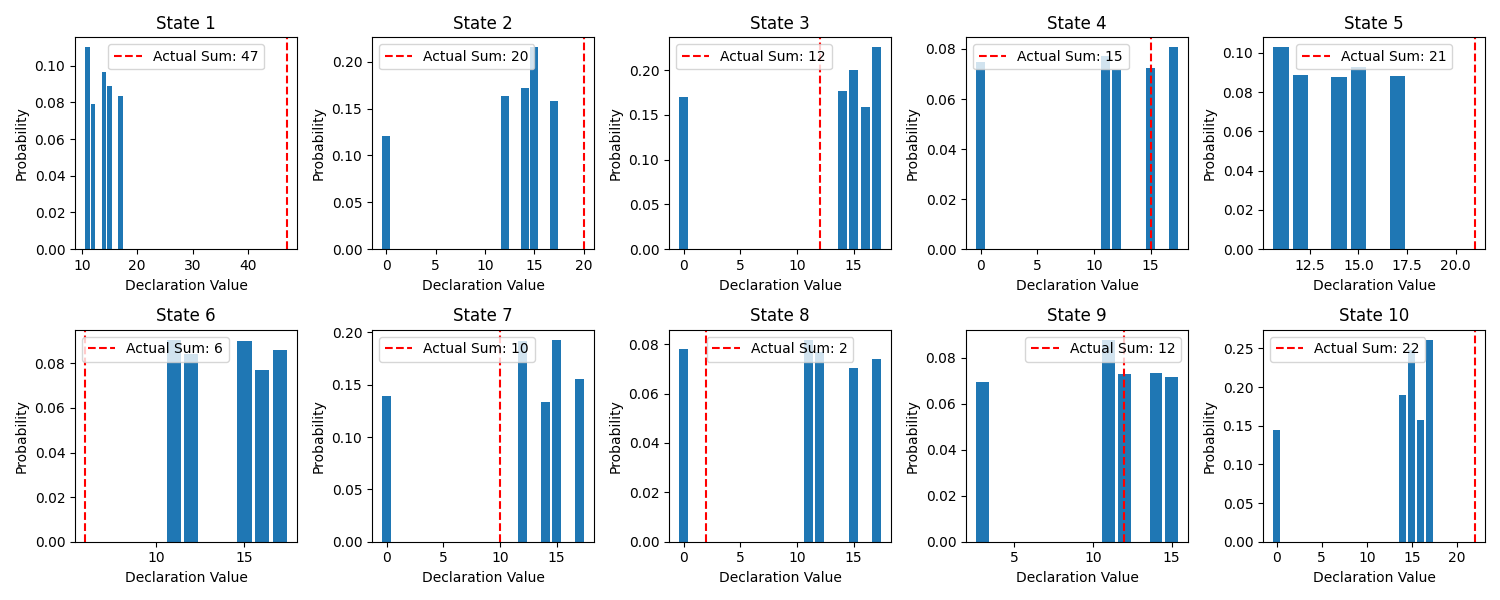 State 1
State 2
State 3
State 4
State 5
Actual Sum: 47
Actual Sum: 20
Actual Sum: 12
Actual Sum: 15
Actual Sum: 21
Probability
0.10
0.08
0.06
0.04
0.02
0.00
10
20
30
40
Declaration Value
Probability
0.20
0.15
0.10
0.05
0.00
0
5
10
15
20
Declaration Value
Probability
0.20
0.15
0.10
0.05
0.00
0
5
10
15
Declaration Value
Probability
0.08
0.06
0.04
0.02
0.00
0
5
10
15
Declaration Value
Probability
0.10
0.08
0.06
0.04
0.02
0.00
12.5
15.0
17.5
20.0
Declaration Value
State 6
State 7
State 8
State 9
State 10
Actual Sum: 6
Actual Sum: 10
Actual Sum: 2
Actual Sum: 12
Actual Sum: 22
Probability
0.08
0.06
0.04
0.02
0.00
10
15
Declaration Value
Probability
0.20
0.15
0.10
0.05
0.00
0
5
10
15
Declaration Value
Probability
0.08
0.06
0.04
0.02
0.00
0
5
10
15
Declaration Value
Probability
0.08
0.06
0.04
0.02
0.00
5
10
15
Declaration Value
Probability
0.25
0.20
0.15
0.10
0.05
0.00
0
5
10
15
20
Declaration Value